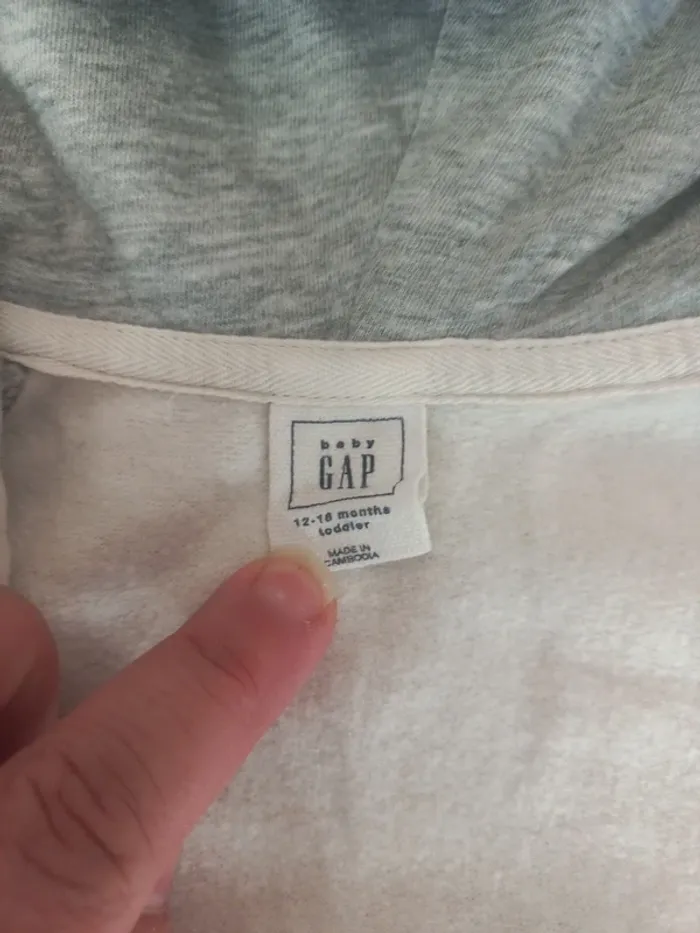 baby
GAP
12-18 months
toddler
MADE IN
CAMBODIA